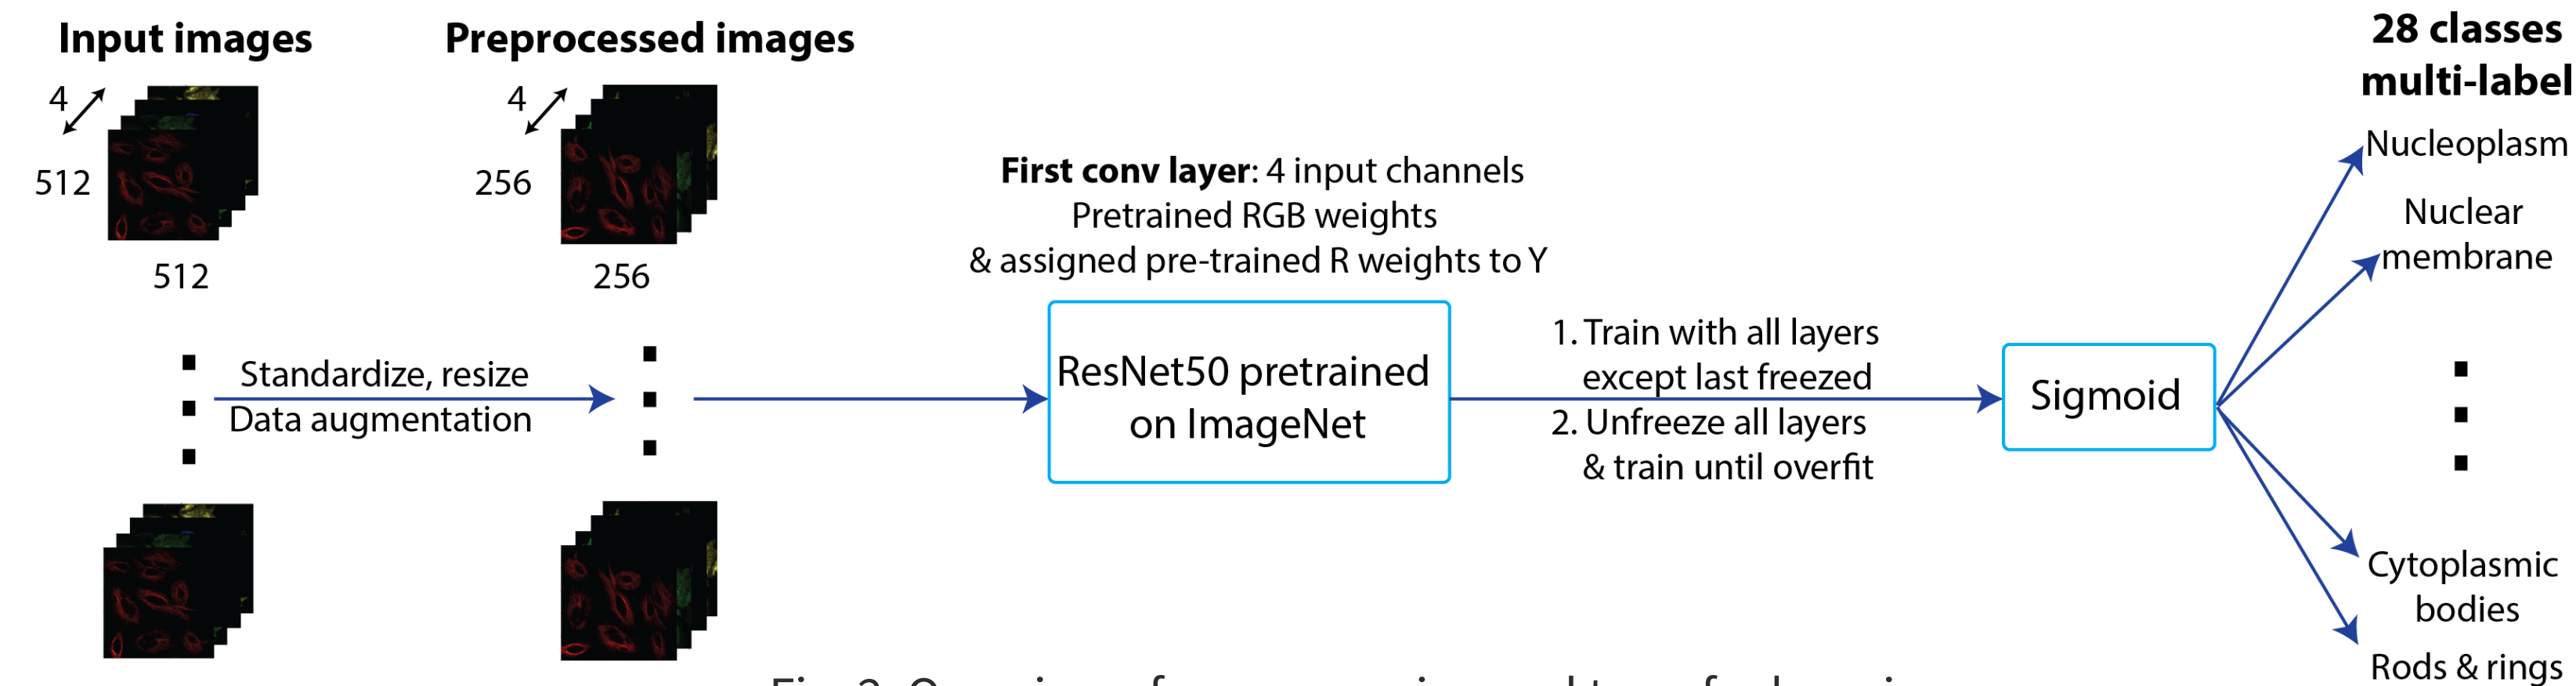 Input images
4
512
512
Preprocessed images
4
256
256
Standardize, resize
Data augmentation
First conv layer: 4 input channels
Pretrained RGB weights
& assigned pre-trained R weights to Y
ResNet50 pretrained
on ImageNet
1. Train with all layers
except last freezed
2. Unfreeze all layers
& train until overfit
Sigmoid
28 classes
multi-label
Nucleoplasm
Nuclear
membrane
Cytoplasmic
bodies
Rods & rings